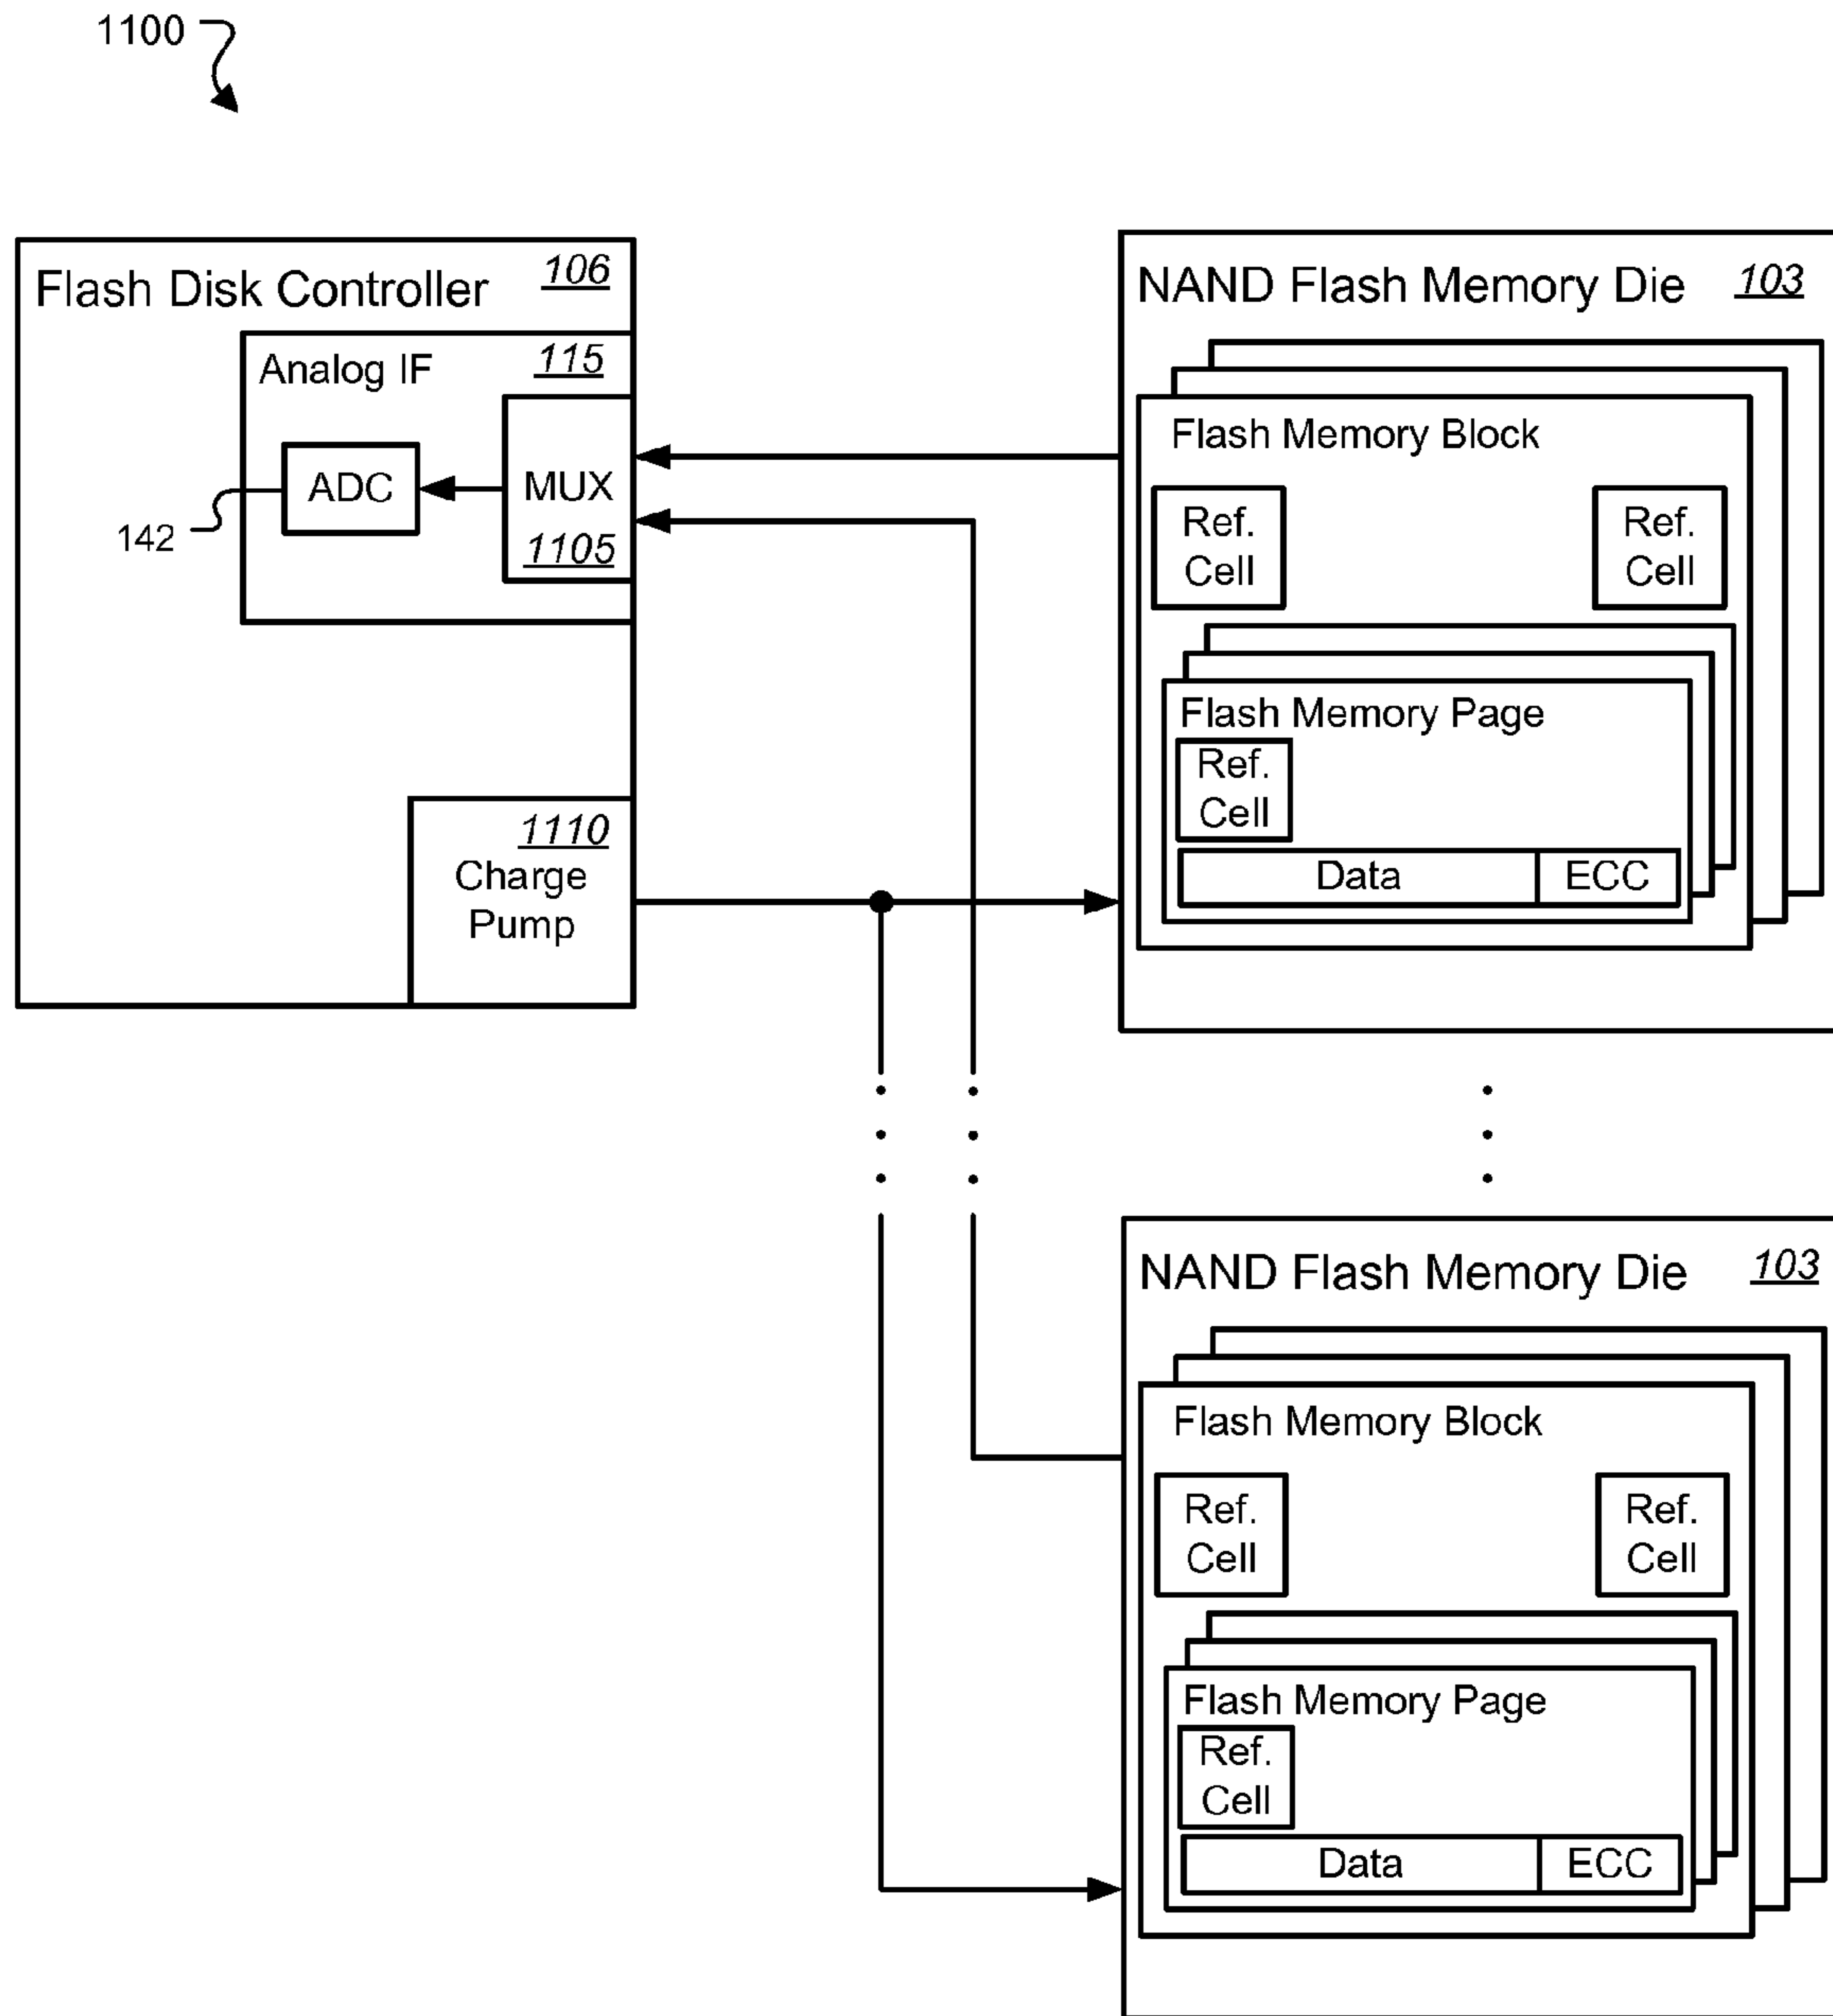 1100
Flash Disk Controller 106
Analog IF 115
ADC
MUX
1105
142
1110
Charge
Pump
NAND Flash Memory Die 103
Flash Memory Block
Ref.
Cell
Ref.
Cell
Flash Memory Page
Ref.
Cell
Data ECC
NAND Flash Memory Die 103
Flash Memory Block
Ref.
Cell
Ref.
Cell
Flash Memory Page
Ref.
Cell
Data ECC